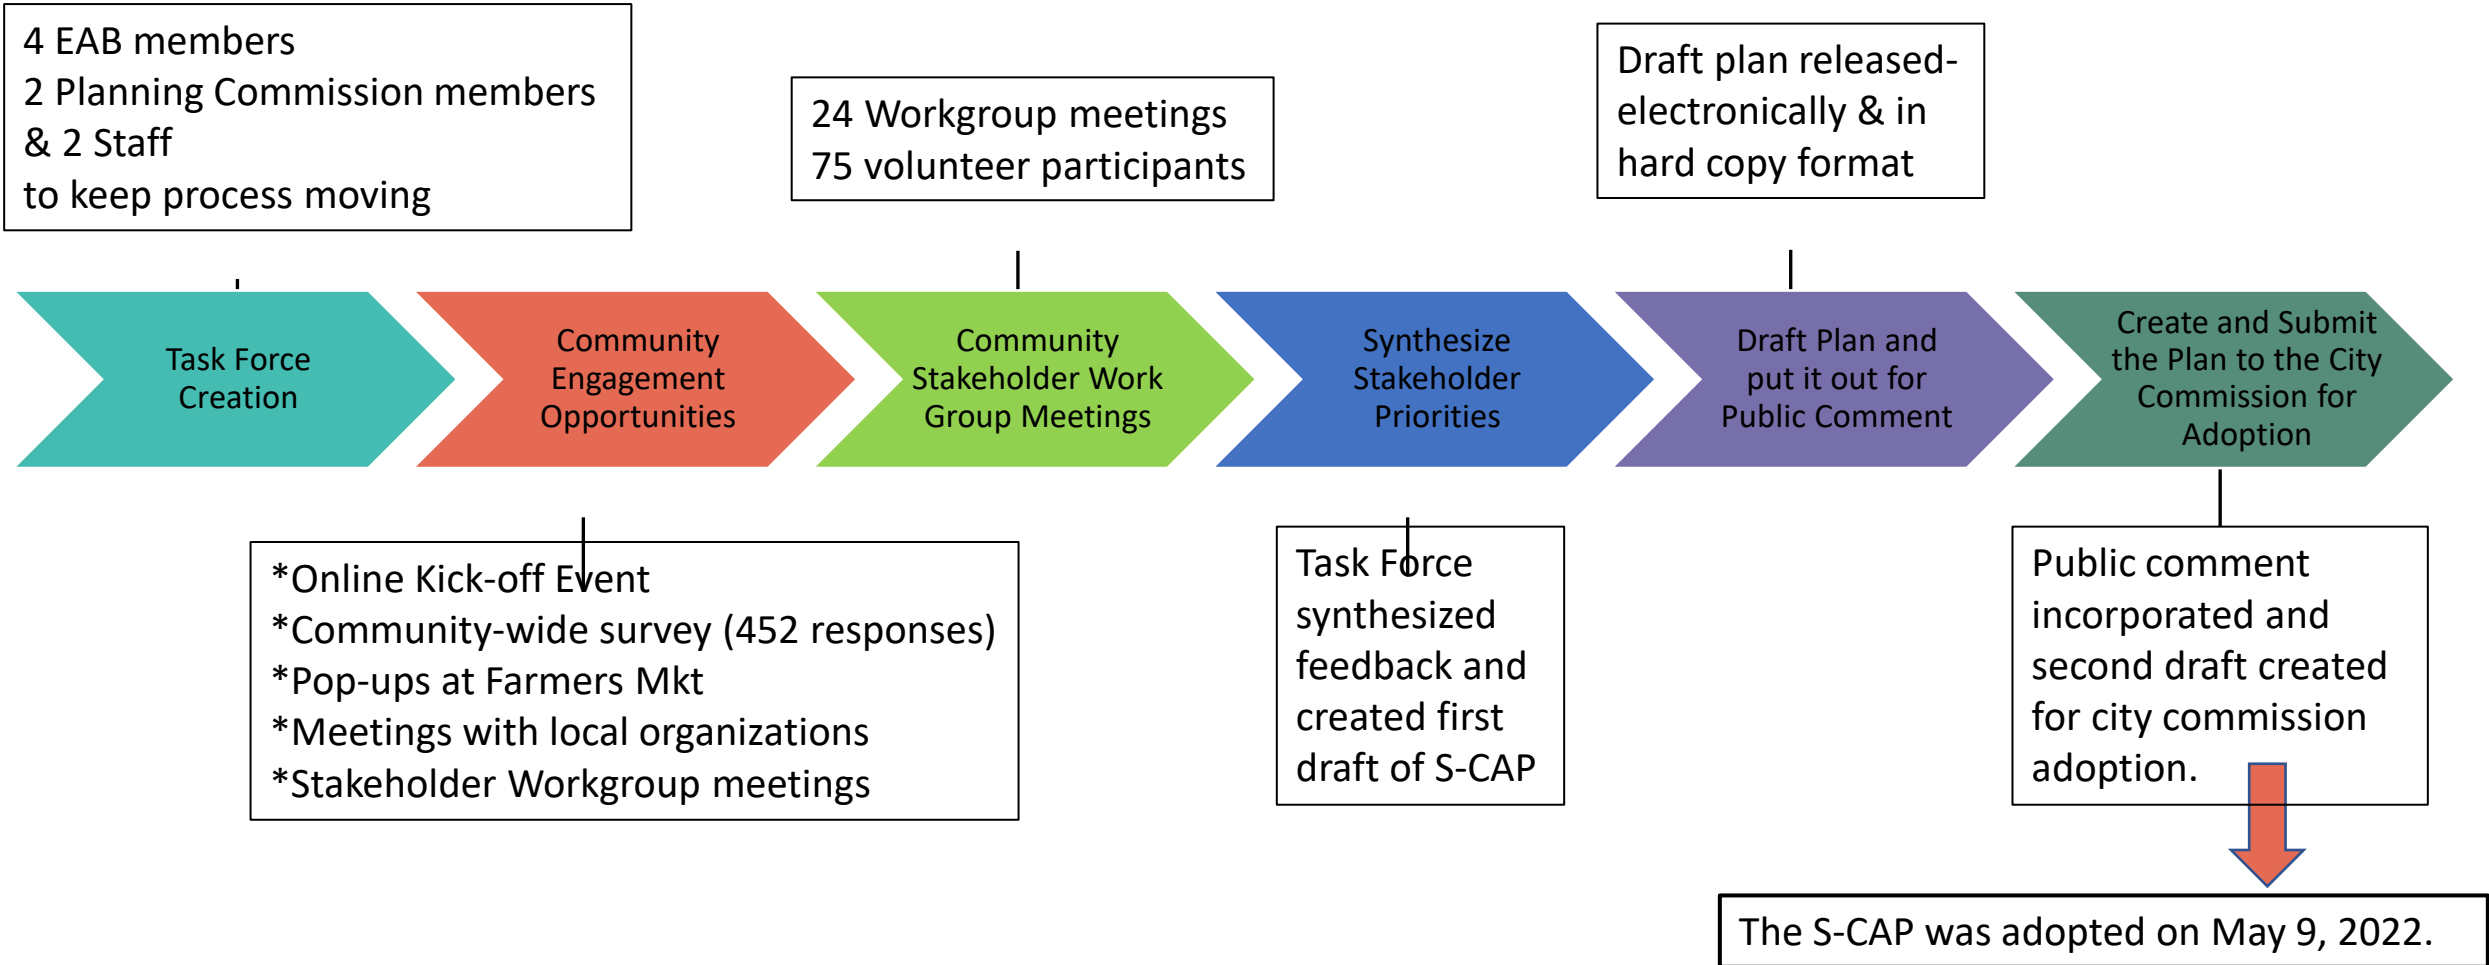 4 EAB members
2 Planning Commission members
& 2 Staff
to keep process moving
24 Workgroup meetings
75 volunteer participants
Draft plan released-
electronically & in
hard copy format
Task Force
Creation
Community
Engagement
Opportunities
Community
Stakeholder Work
Group Meetings
Synthesize
Stakeholder
Priorities
Draft Plan and
put it out for
Public Comment
Create and Submit
the Plan to the City
Commission for
Adoption
*Online Kick-off Event
*Community-wide survey (452 responses)
*Pop-ups at Farmers Mkt
*Meetings with local organizations
*Stakeholder Workgroup meetings
Task Force
synthesized
feedback and
created first
draft of S-CAP
Public comment
incorporated and
second draft created
for city commission
adoption.
The S-CAP was adopted on May 9, 2022.